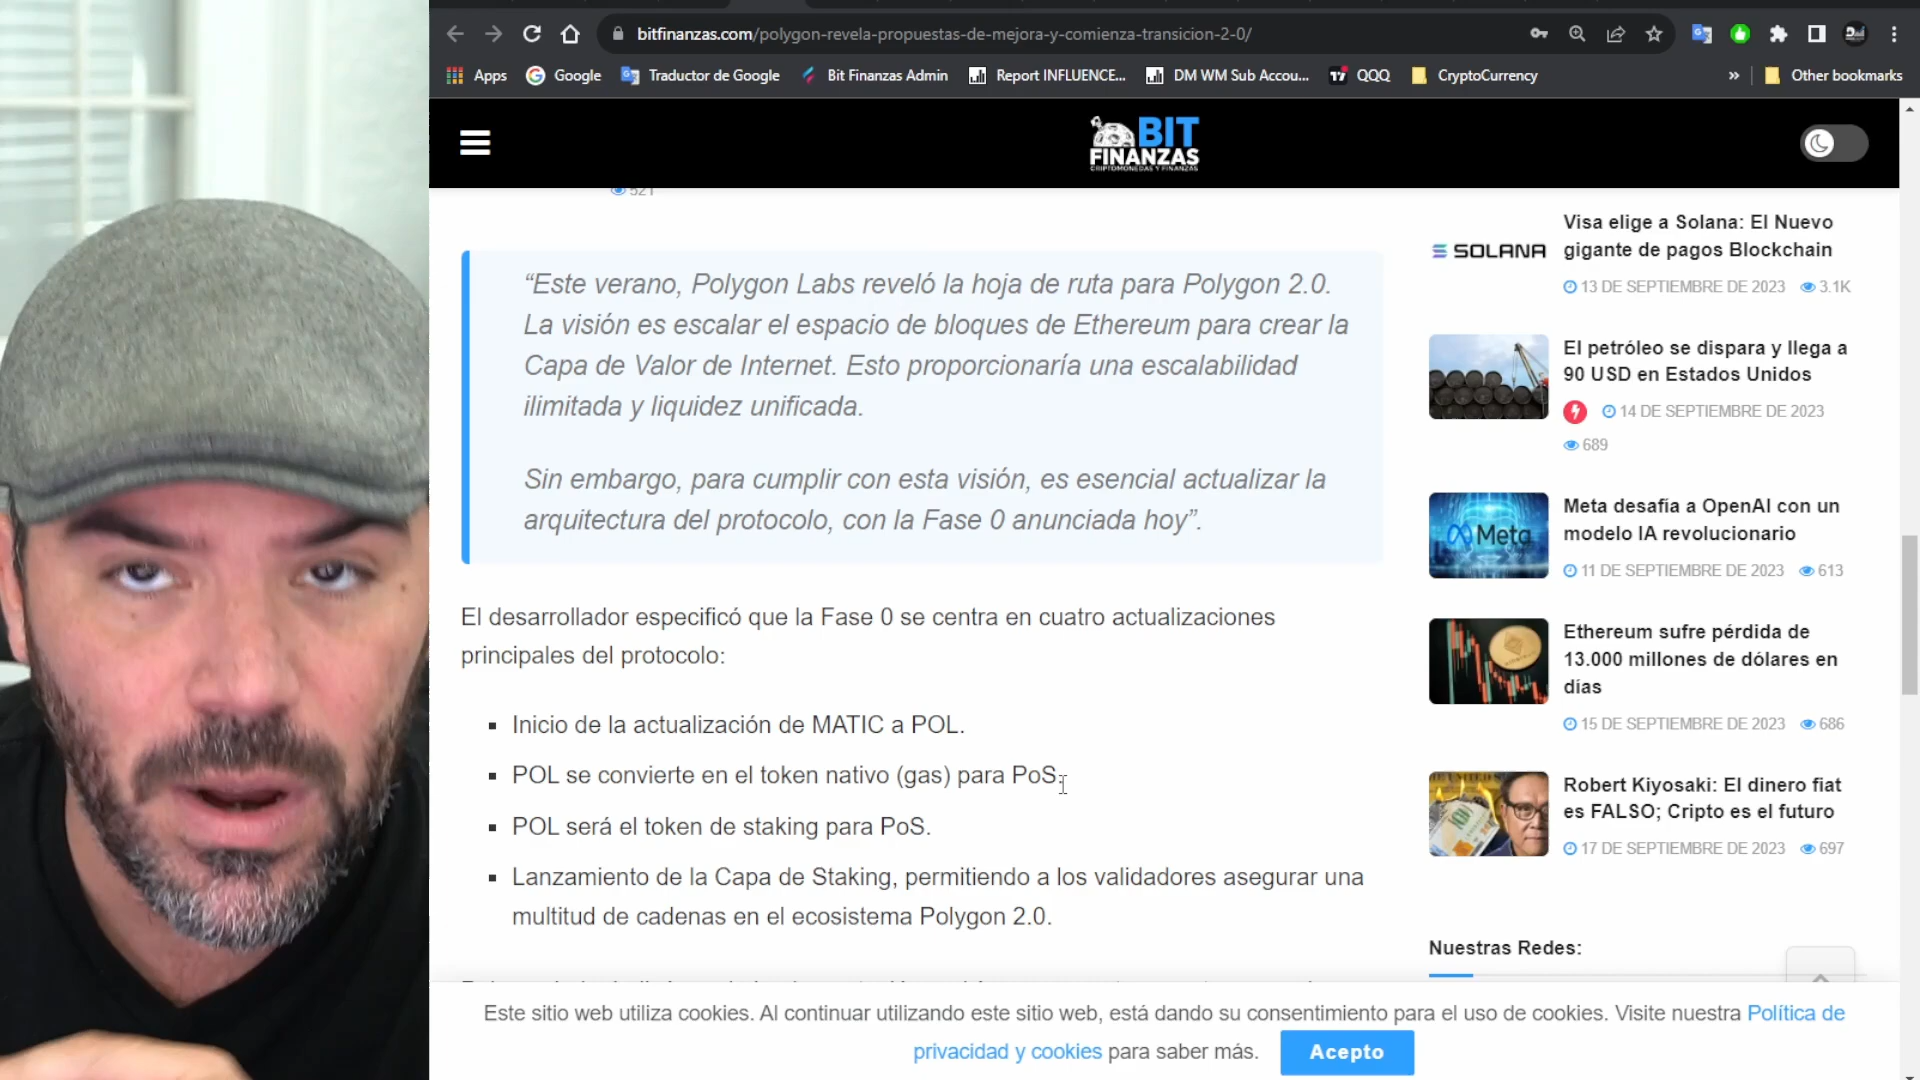 bitfinanzas.com/polygon-revela-propuestas-de-mejora-y-comienza-transicion-2-0/
Apps Google Traductor de Google Bit Finanzas Admin Report INFLUENCE... DM WM Sub Accou... QQQ CryptoCurrency » Other bookmarks
BIT
FINANZAS
CRIPTOMONEDAS Y FINANZAS
521
“Este verano, Polygon Labs reveló la hoja de ruta para Polygon 2.0.
La visión es escalar el espacio de bloques de Ethereum para crear la
Capa de Valor de Internet. Esto proporcionaría una escalabilidad
ilimitada y liquidez unificada.
Sin embargo, para cumplir con esta visión, es esencial actualizar la
arquitectura del protocolo, con la Fase 0 anunciada hoy”.
El desarrollador especificó que la Fase 0 se centra en cuatro actualizaciones
principales del protocolo:
▪ Inicio de la actualización de MATIC a POL.
▪ POL se convierte en el token nativo (gas) para PoS.
▪ POL será el token de staking para PoS.
▪ Lanzamiento de la Capa de Staking, permitiendo a los validadores asegurar una
multitud de cadenas en el ecosistema Polygon 2.0.
SOLANA
Visa elige a Solana: El Nuevo
gigante de pagos Blockchain
13 DE SEPTIEMBRE DE 2023 3.1K
El petróleo se dispara y llega a
90 USD en Estados Unidos
14 DE SEPTIEMBRE DE 2023
689
Meta
Meta desafía a OpenAI con un
modelo IA revolucionario
11 DE SEPTIEMBRE DE 2023 613
Ethereum sufre pérdida de
13.000 millones de dólares en
días
15 DE SEPTIEMBRE DE 2023 686
Robert Kiyosaki: El dinero fiat
es FALSO; Cripto es el futuro
17 DE SEPTIEMBRE DE 2023 697
Nuestras Redes:
Este sitio web utiliza cookies. Al continuar utilizando este sitio web, está dando su consentimiento para el uso de cookies. Visite nuestra Política de
privacidad y cookies para saber más. Acepto